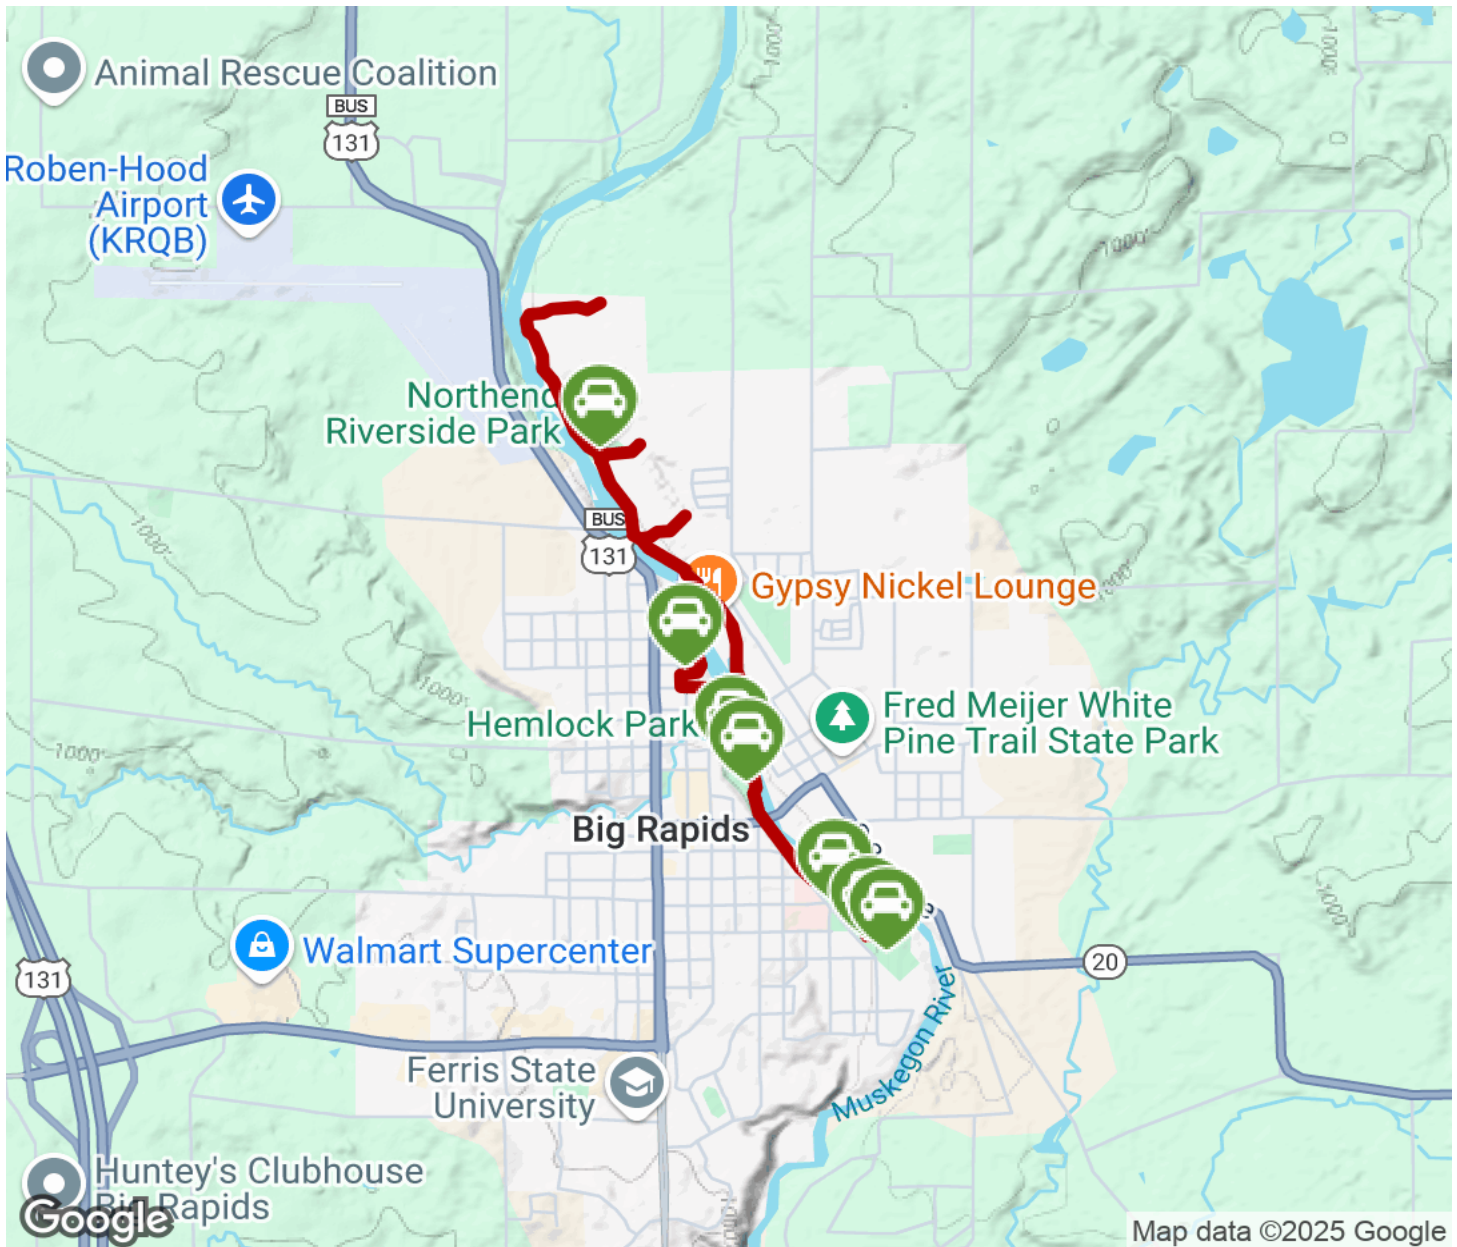 Animal Rescue Coalition
BUS
131
Roben-Hood
Airport
(KRQB)
1000'
1000'
1000'
Northend
Riverside Park
BUS
131
1000'
1000'
Gypsy Nickel Lounge
1000'
Hemlock Park
Fred Meijer White
Pine Trail State Park
1000'
Big Rapids
1000'
131
Walmart Supercenter
20
Muskegon River
Ferris State
University
Huntey's Clubhouse
Big Rapids
Google
Map data ©2025 Google